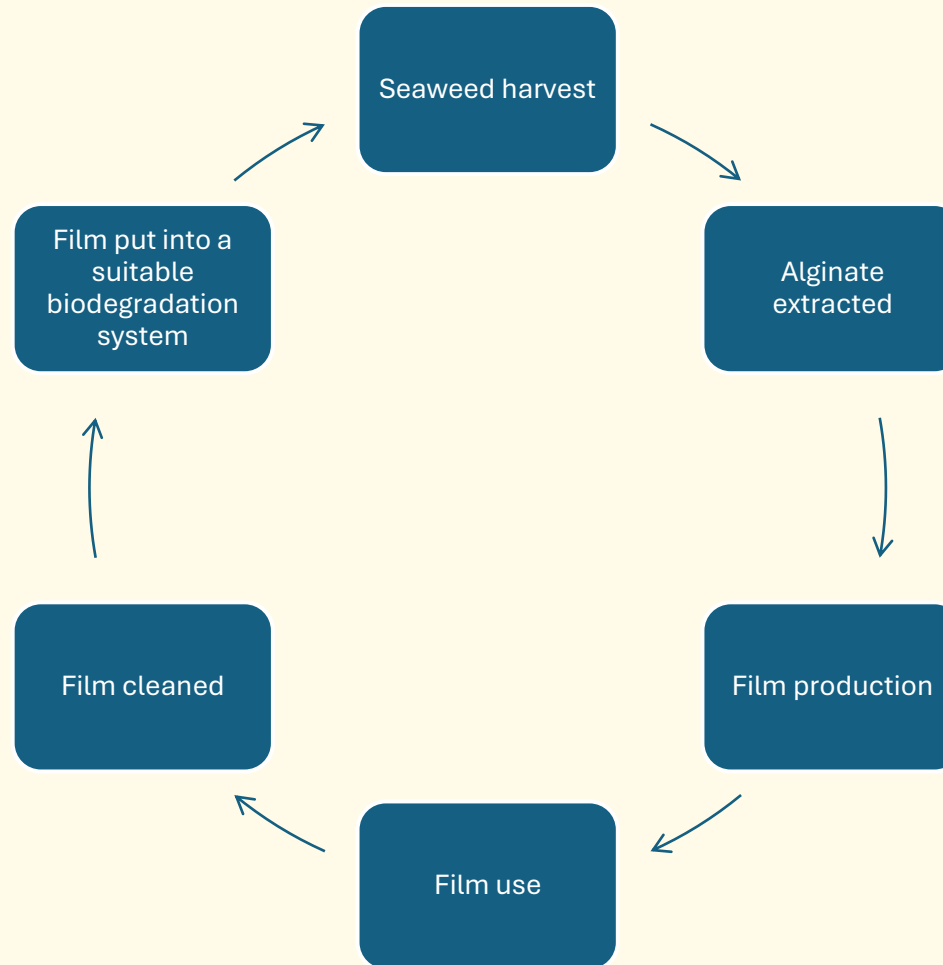 Seaweed harvest
Alginate
extracted
Film production
Film use
Film cleaned
Film put into a
suitable
biodegradation
system